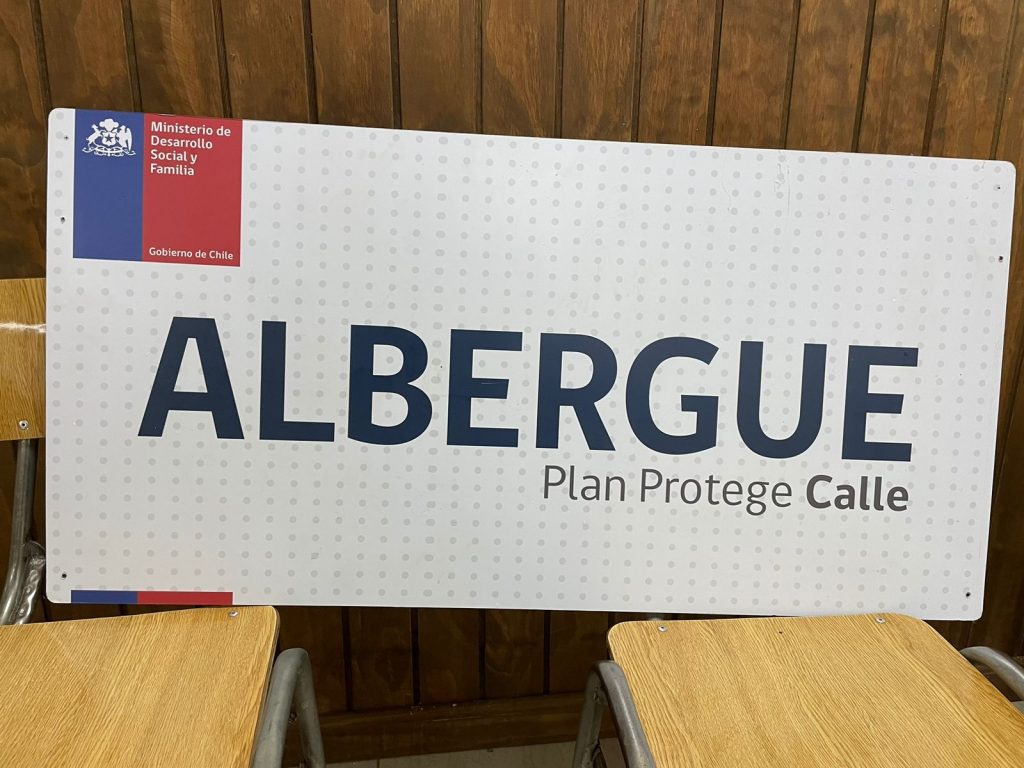 Ministerio de
Desarrollo
Social y
Familia
Gobierno de Chile
ALBERGUE
Plan Protege Calle